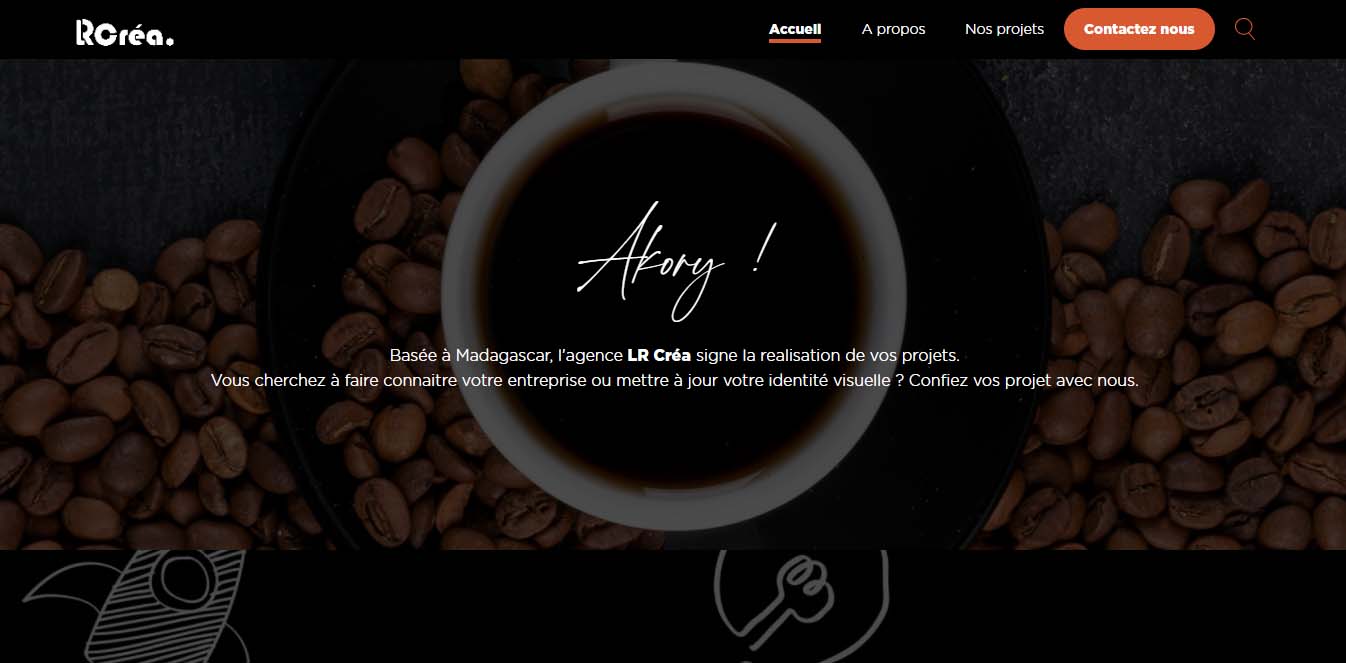 LRCréa.
Accueil
A propos
Nos projets
Contactez nous
Akory !
Basée à Madagascar, l'agence LR Créa signe la realisation de vos projets.
Vous cherchez à faire connaitre votre entreprise ou mettre à jour votre identité visuelle ? Confiez vos projet avec nous.